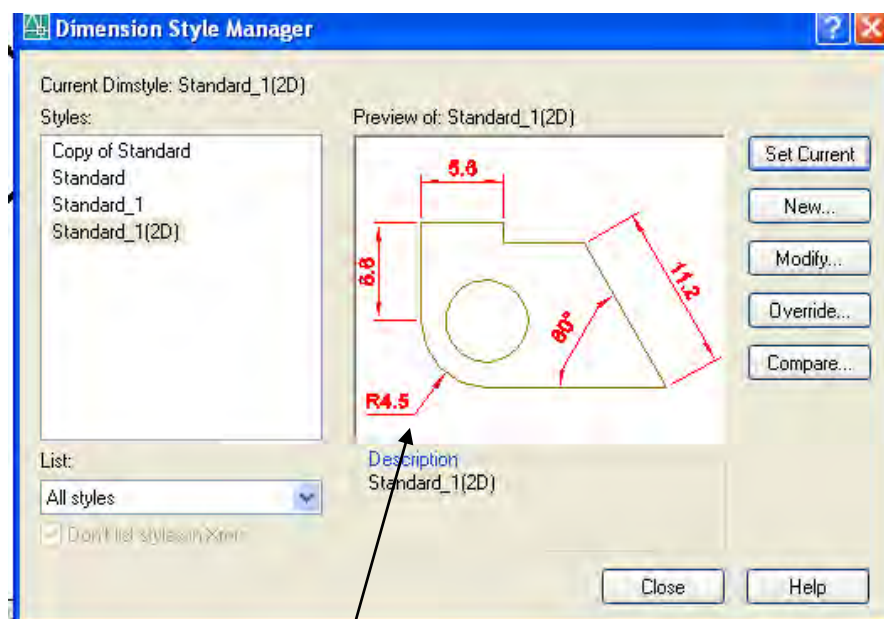 Dimension Style Manager
Current Dimstyle: Standard_1(2D)
Styles:
Copy of Standard
Standard
Standard_1
Standard_1(2D)
Preview of: Standard_1(2D)
5.6
6.6
11.2
60°
R4.5
Set Current
New...
Modify...
Override...
Compare...
List:
All styles
Don't list styles in Xrefs
Description
Standard_1(2D)
Close
Help